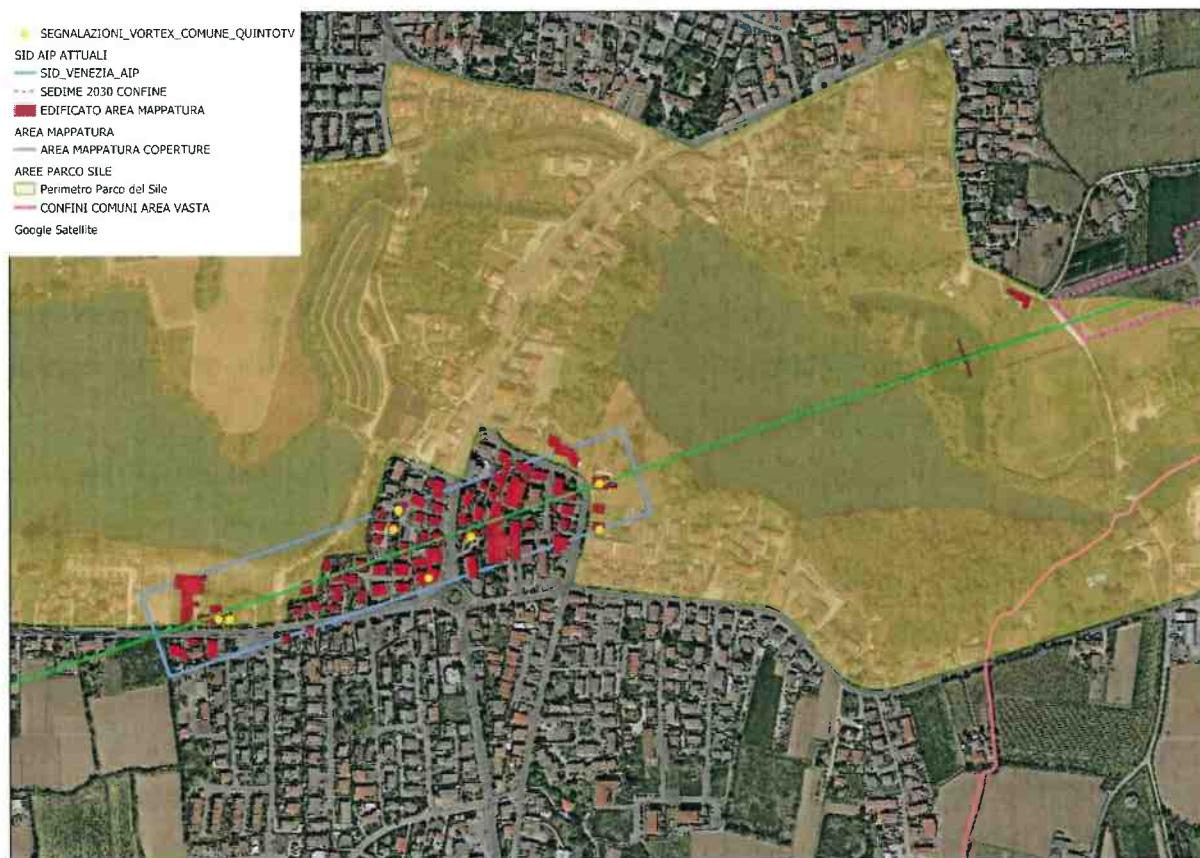 SEGNALAZIONI_VORTEX_COMUNE_QUINTOTV
SID AIP ATTUALI
SID_VENEZIA_AIP
SEDIME 2030 CONFINE
EDIFICATO AREA MAPPATURA
AREA MAPPATURA
AREA MAPPATURA COPERTURE
AREE PARCO SILE
Perimetro Parco del Sile
CONFINI COMUNI AREA VASTA
Google Satellite